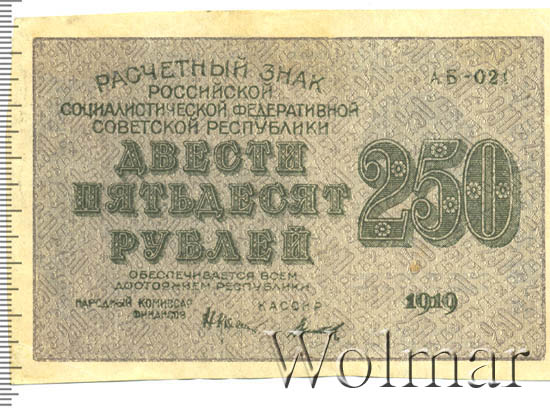 РАСЧЕТНЫЙ ЗНАК
АБ-021
РОССИЙСКОЙ
СОЦИАЛИСТИЧЕСКОЙ ФЕДЕРАТИВНОЙ
СОВЕТСКОЙ РЕСПУБЛИКИ
ДВЕСТИ
ПЯТЬДЕСЯТ
РУБЛЕЙ
250
ОБЕСПЕЧИВАЕТСЯ ВСЕМ
ДОСТОЯНИЕМ РЕСПУБЛИКИ
НАРОДНЫЙ КОМИССАР
ФИНАНСОВ
КАССИР
1919
Wolmar